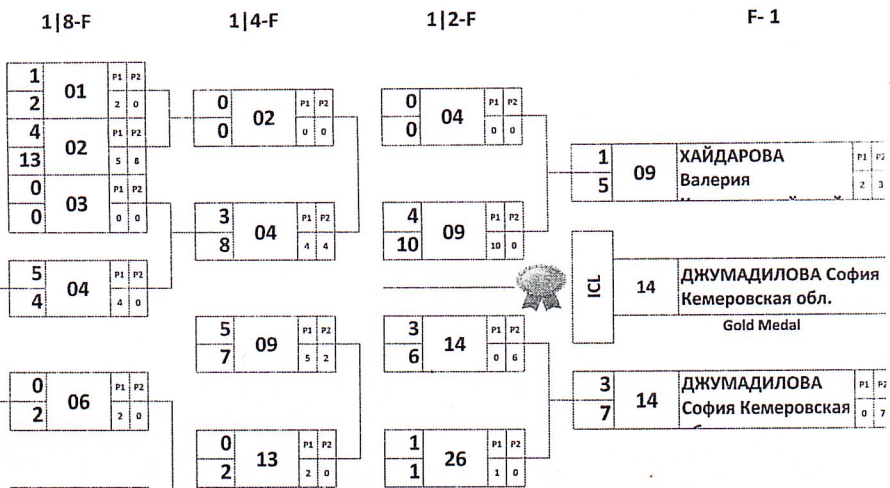 1|8-F 1|4-F 1|2-F F- 1
1 2 01 P1 P2 2 0
4 13 02 P1 P2 5 8
0 0 03 P1 P2 0 0
5 4 04 P1 P2 4 0
0 2 06 P1 P2 2 0
0 0 02 P1 P2 0 0
3 8 04 P1 P2 4 4
5 7 09 P1 P2 5 2
0 2 13 P1 P2 2 0
0 0 04 P1 P2 0 0
4 10 09 P1 P2 10 0
3 6 14 P1 P2 0 6
1 1 26 P1 P2 1 0
1 5 09 ХАЙДАРОВА P1 P2
Валерия 2 3
ICL 14 ДЖУМАДИЛОВА София
Кемеровская обл.
Gold Medal
3 7 14 ДЖУМАДИЛОВА P1 P2
София Кемеровская 0 7